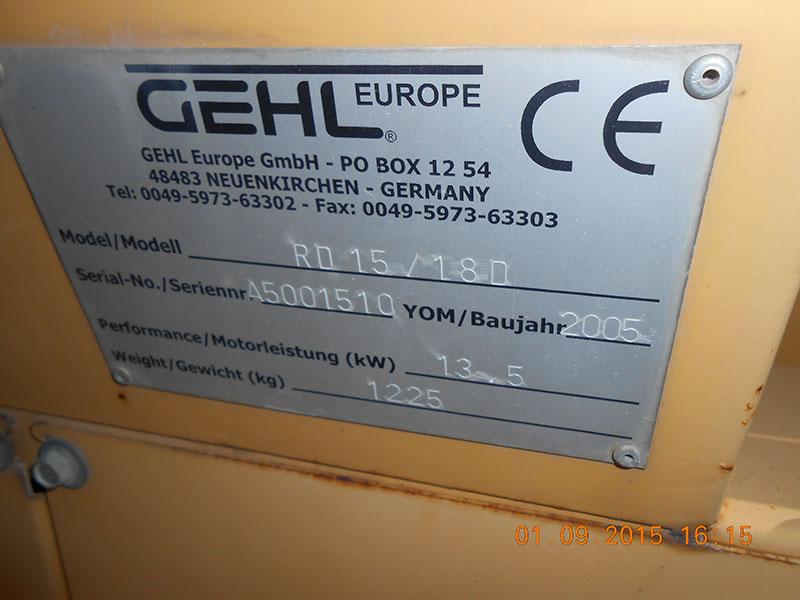 GEHL® EUROPE CE
GEHL Europe GmbH - PO BOX 12 54
48483 NEUENKIRCHEN - GERMANY
Tel: 0049-5973-63302 - Fax: 0049-5973-63303
Model/Modell RD 15/18D
Serial-No./Seriennr. A5001510 YOM/Baujahr 2005
Performance/Motorleistung (kW) 13.5
Weight/Gewicht (kg) 1225
01.09.2015 16:15